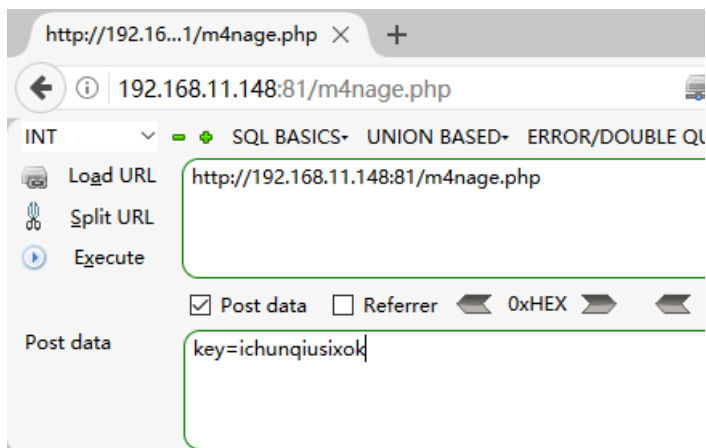 http://192.16...1/m4nage.php
192.168.11.148:81/m4nage.php
INT SQL BASICS UNION BASED ERROR/DOUBLE QU
Load URL http://192.168.11.148:81/m4nage.php
Split URL
Execute
Post data Referrer 0xHEX
Post data key=ichunqiusixok